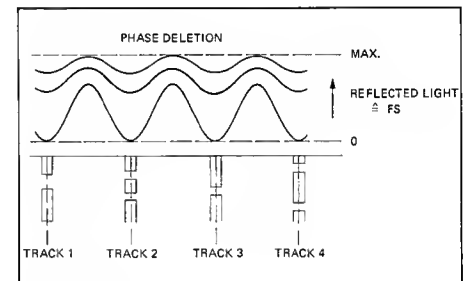 PHASE DELETION
MAX.
REFLECTED LIGHT
≙ FS
0
TRACK 1 TRACK 2 TRACK 3 TRACK 4